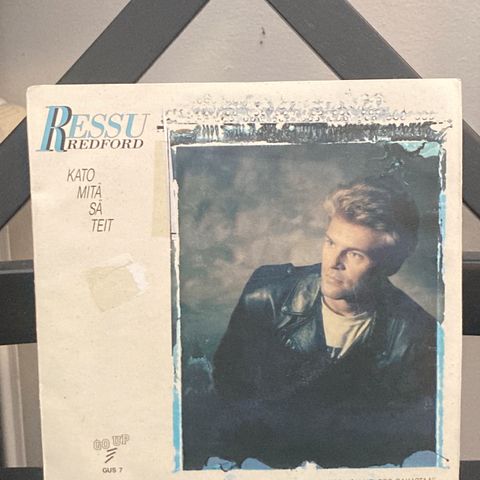 RESSU
REDFORD
KATO
MITÄ
SÄ
TEIT
GO UP
GUS 7